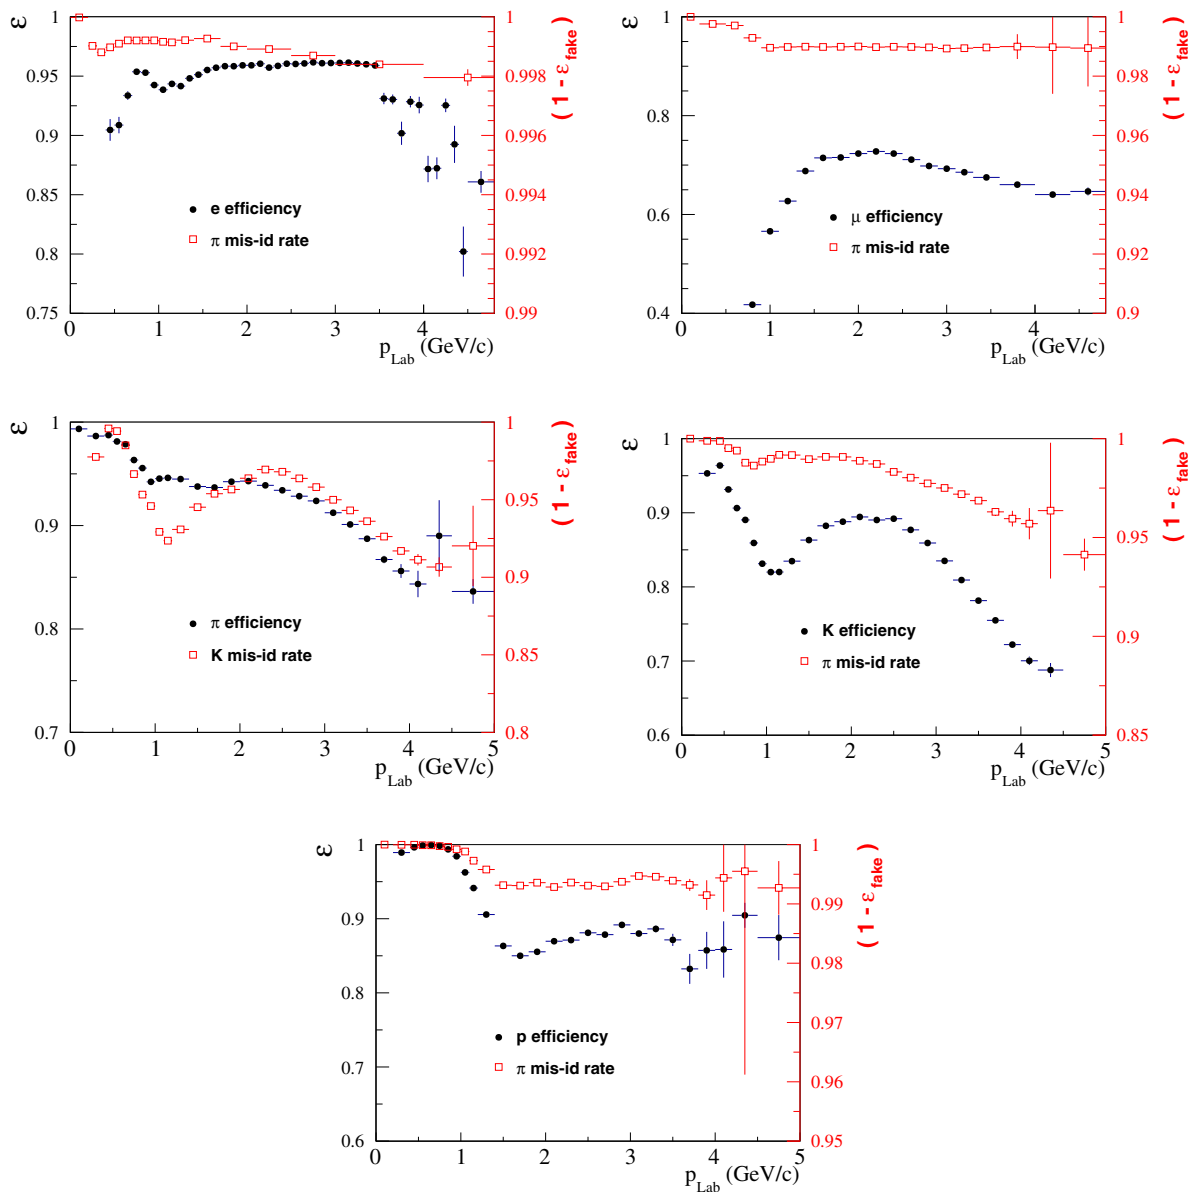 ε
1
0.95
0.9
0.85
0.8
0.75
0 1 2 3 4
p_Lab (GeV/c)
1
0.998
0.996
0.994
0.992
0.99
( 1 - ε_fake )
e efficiency
π mis-id rate
ε
1
0.8
0.6
0.4
0 1 2 3 4
p_Lab (GeV/c)
1
0.98
0.96
0.94
0.92
0.9
( 1 - ε_fake )
μ efficiency
π mis-id rate
ε
1
0.9
0.8
0.7
0 1 2 3 4 5
p_Lab (GeV/c)
1
0.95
0.9
0.85
0.8
( 1 - ε_fake )
π efficiency
K mis-id rate
ε
1
0.9
0.8
0.7
0.6
0 1 2 3 4 5
p_Lab (GeV/c)
1
0.95
0.9
0.85
( 1 - ε_fake )
K efficiency
π mis-id rate
ε
1
0.9
0.8
0.7
0.6
0 1 2 3 4 5
p_Lab (GeV/c)
1
0.99
0.98
0.97
0.96
0.95
( 1 - ε_fake )
p efficiency
π mis-id rate